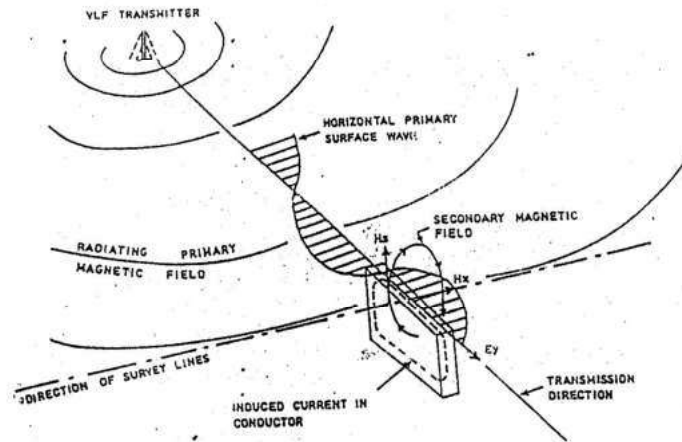 VLF TRANSMITTER
HORIZONTAL PRIMARY
SURFACE WAVE
SECONDARY MAGNETIC
FIELD
Hz
Hx
RADIATING PRIMARY
MAGNETIC FIELD
Ey
DIRECTION OF SURVEY LINES
TRANSMISSION
DIRECTION
INDUCED CURRENT IN
CONDUCTOR